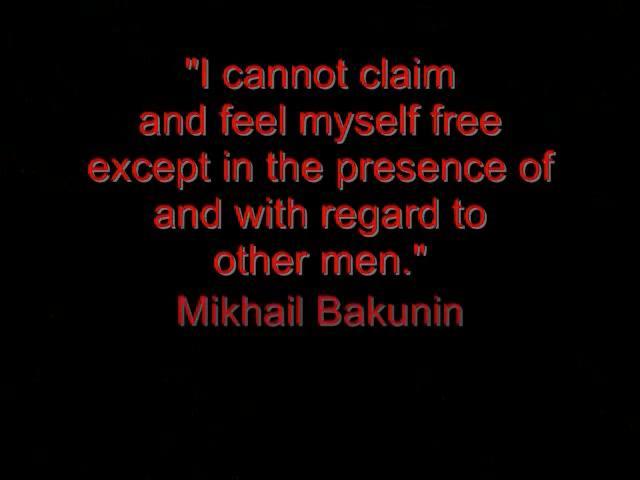 "I cannot claim
and feel myself free
except in the presence of
and with regard to
other men."
Mikhail Bakunin